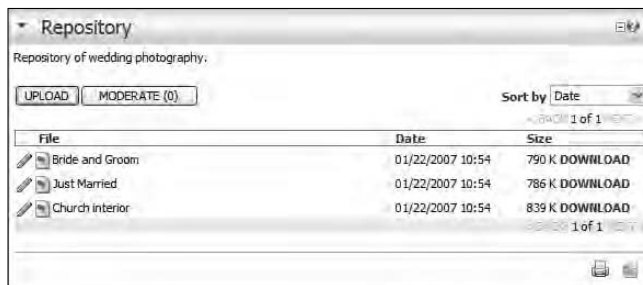 Repository
Repository of wedding photography.
UPLOAD MODERATE (0) Sort by Date
1 of 1
File Date Size
Bride and Groom 01/22/2007 10:54 790 K DOWNLOAD
Just Married 01/22/2007 10:54 786 K DOWNLOAD
Church interior 01/22/2007 10:54 839 K DOWNLOAD
1 of 1